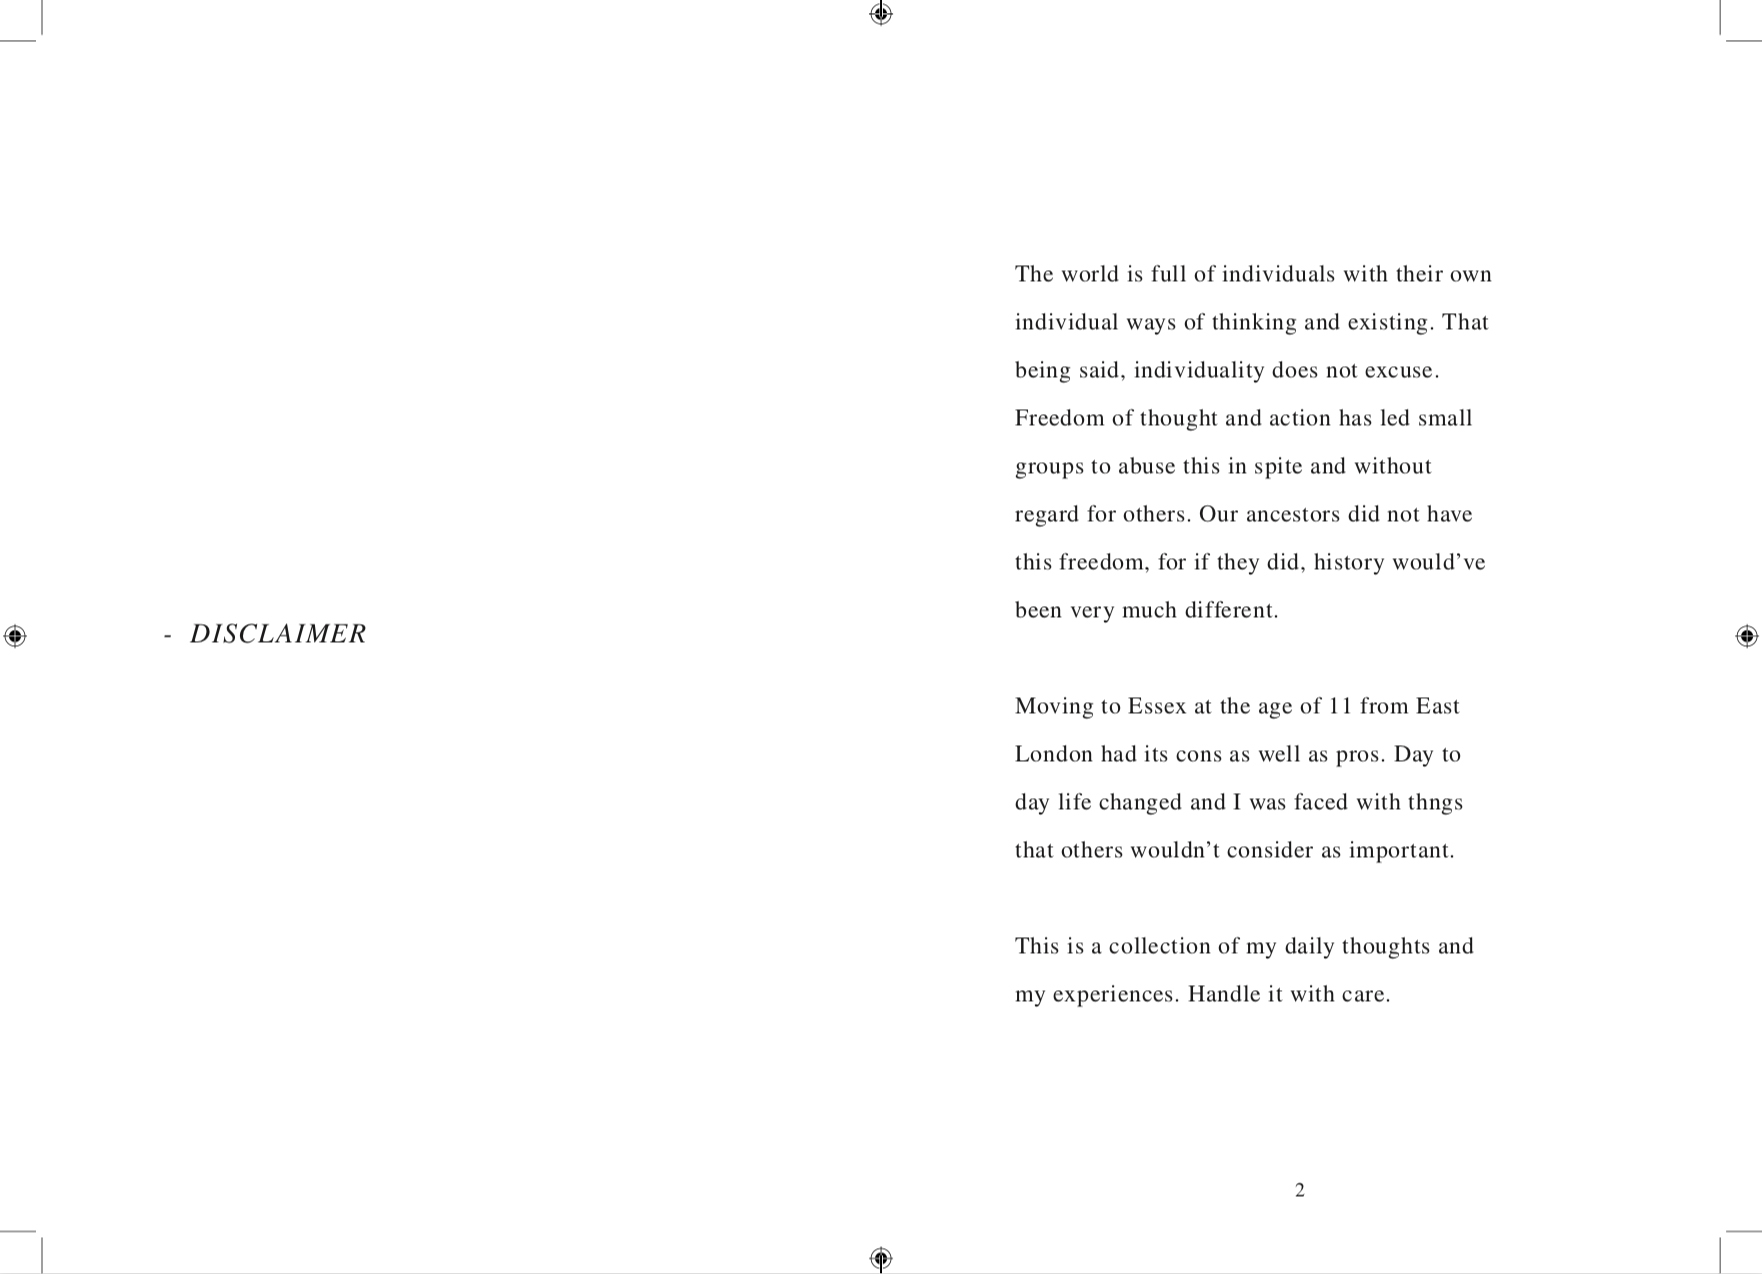 - DISCLAIMER
The world is full of individuals with their own
individual ways of thinking and existing. That
being said, individuality does not excuse.
Freedom of thought and action has led small
groups to abuse this in spite and without
regard for others. Our ancestors did not have
this freedom, for if they did, history would’ve
been very much different.
Moving to Essex at the age of 11 from East
London had its cons as well as pros. Day to
day life changed and I was faced with thngs
that others wouldn’t consider as important.
This is a collection of my daily thoughts and
my experiences. Handle it with care.
2